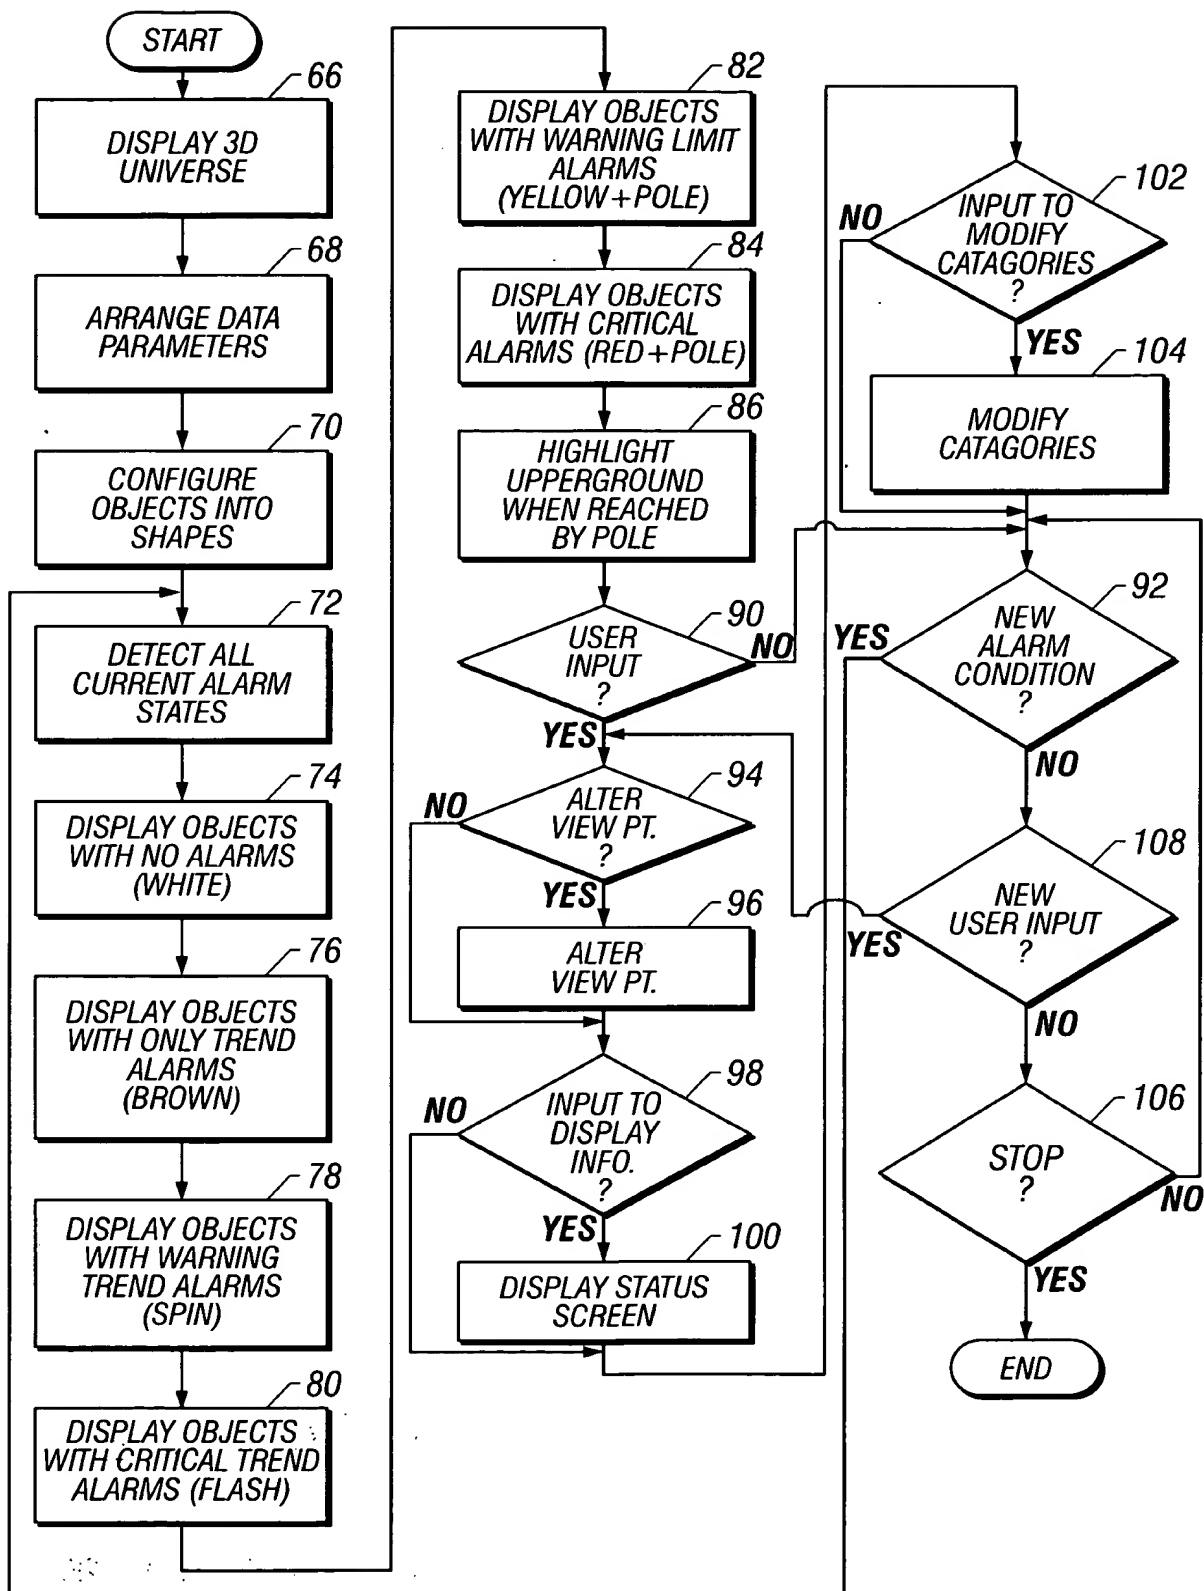 START
66
DISPLAY 3D
UNIVERSE
68
ARRANGE DATA
PARAMETERS
70
CONFIGURE
OBJECTS INTO
SHAPES
72
DETECT ALL
CURRENT ALARM
STATES
74
DISPLAY OBJECTS
WITH NO ALARMS
(WHITE)
76
DISPLAY OBJECTS
WITH ONLY TREND
ALARMS
(BROWN)
78
DISPLAY OBJECTS
WITH WARNING
TREND ALARMS
(SPIN)
80
DISPLAY OBJECTS
WITH CRITICAL TREND
ALARMS (FLASH)
82
DISPLAY OBJECTS
WITH WARNING LIMIT
ALARMS
(YELLOW+POLE)
84
DISPLAY OBJECTS
WITH CRITICAL
ALARMS (RED+POLE)
86
HIGHLIGHT
UPPERGROUND
WHEN REACHED
BY POLE
90
USER
INPUT
?
NO
YES
94
ALTER
VIEW PT.
?
NO
YES
96
ALTER
VIEW PT.
98
INPUT TO
DISPLAY
INFO.
?
NO
YES
100
DISPLAY STATUS
SCREEN
102
INPUT TO
MODIFY
CATAGORIES
?
NO
YES
104
MODIFY
CATAGORIES
92
NEW
ALARM
CONDITION
?
YES
NO
108
NEW
USER INPUT
?
YES
NO
106
STOP
?
NO
YES
END